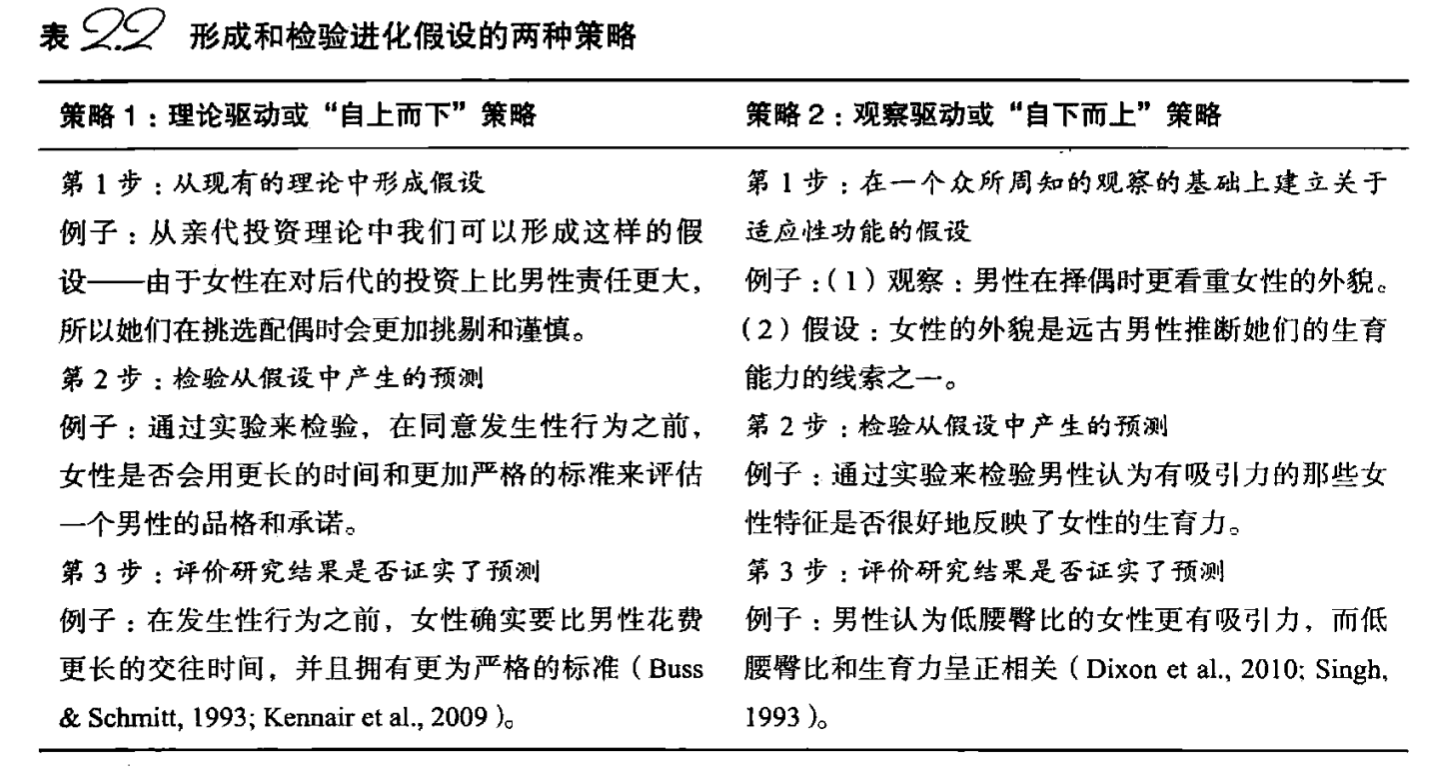 表 2.2 形成和检验进化假设的两种策略
策略1：理论驱动或“自上而下”策略
第1步：从现有的理论中形成假设
例子：从亲代投资理论中我们可以形成这样的假
设——由于女性在对后代的投资上比男性责任更大，
所以她们在挑选配偶时会更加挑剔和谨慎。
第2步：检验从假设中产生的预测
例子：通过实验来检验，在同意发生性行为之前，
女性是否会用更长的时间和更加严格的标准来评估
一个男性的品格和承诺。
第3步：评价研究结果是否证实了预测
例子：在发生性行为之前，女性确实要比男性花费
更长的交往时间，并且拥有更为严格的标准（Buss
& Schmitt, 1993; Kennair et al., 2009）。
策略2：观察驱动或“自下而上”策略
第1步：在一个众所周知的观察的基础上建立关于
适应性功能的假设
例子：（1）观察：男性在择偶时更看重女性的外貌。
（2）假设：女性的外貌是远古男性推断她们的生育
能力的线索之一。
第2步：检验从假设中产生的预测
例子：通过实验来检验男性认为有吸引力的那些女
性特征是否很好地反映了女性的生育力。
第3步：评价研究结果是否证实了预测
例子：男性认为低腰臀比的女性更有吸引力，而低
腰臀比和生育力呈正相关（Dixon et al., 2010; Singh,
1993）。